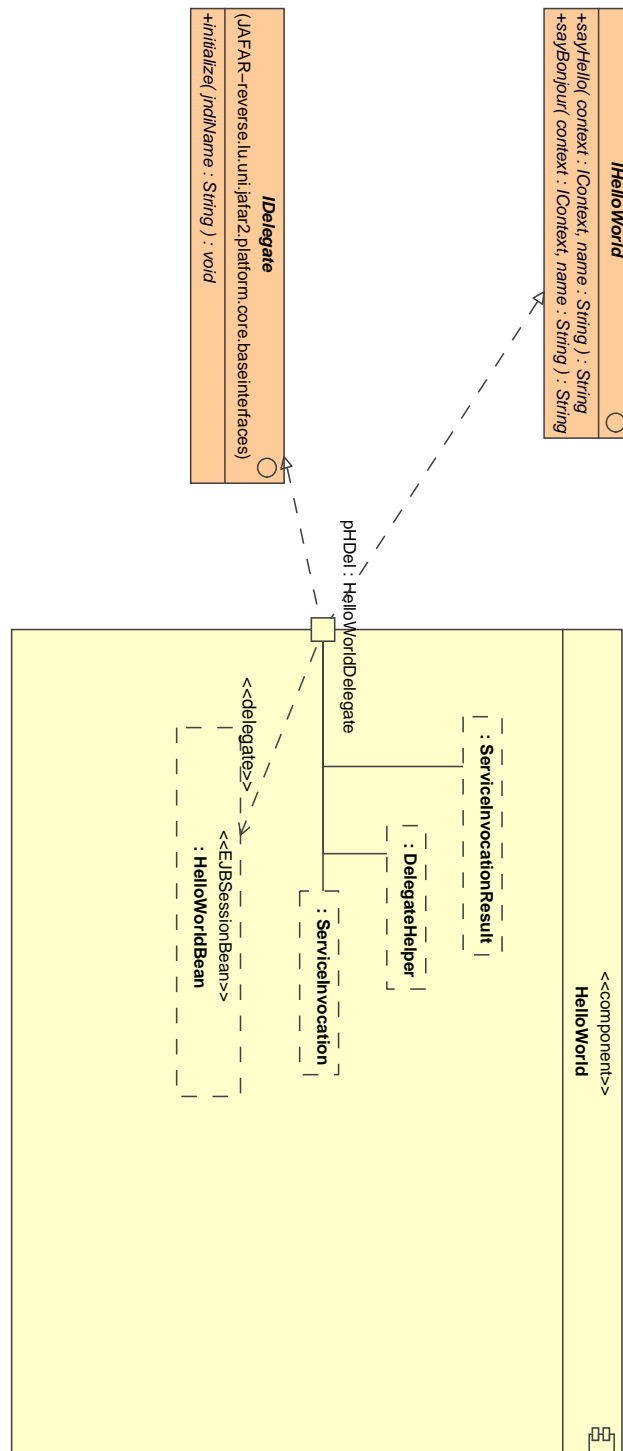 IHelloWorld
+sayHello( context : IContext, name : String ) : String
+sayBonjour( context : IContext, name : String ) : String
IDelegate
(JAFAR−reverse.lu.uni.jafar2.platform.core.baseinterfaces)
+initialize( jndiName : String ) : void
pHDel : HelloWorldDelegate
<<component>>
HelloWorld
: ServiceInvocationResult
: DelegateHelper
: ServiceInvocation
<<delegate>>
<<EJBSessionBean>>
: HelloWorldBean